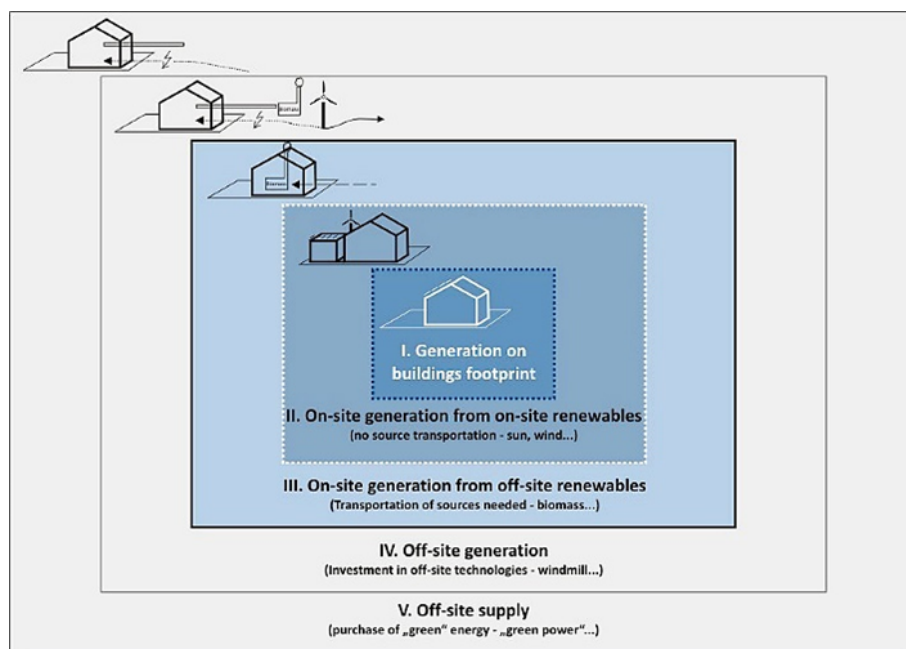 Biomass
Biomass
I. Generation on
buildings footprint
II. On-site generation from on-site renewables
(no source transportation - sun, wind...)
III. On-site generation from off-site renewables
(Transportation of sources needed - biomass...)
IV. Off-site generation
(Investment in off-site technologies - windmill...)
V. Off-site supply
(purchase of „green“ energy - „green power“...)